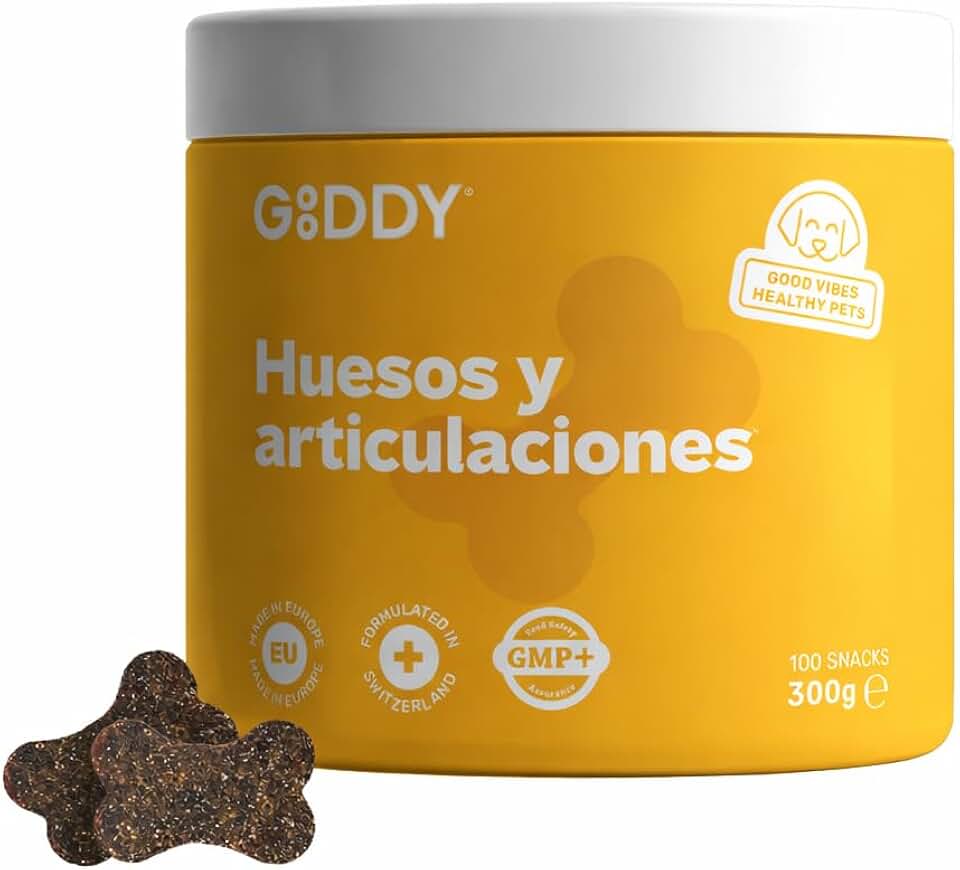 GOODDY®
GOOD VIBES
HEALTHY PETS
Huesos y
articulaciones
MADE IN EUROPE
EU
MADE IN EUROPE
FORMULATED IN
SWITZERLAND
Food Safety
GMP+
Assurance
100 SNACKS
300g ℮